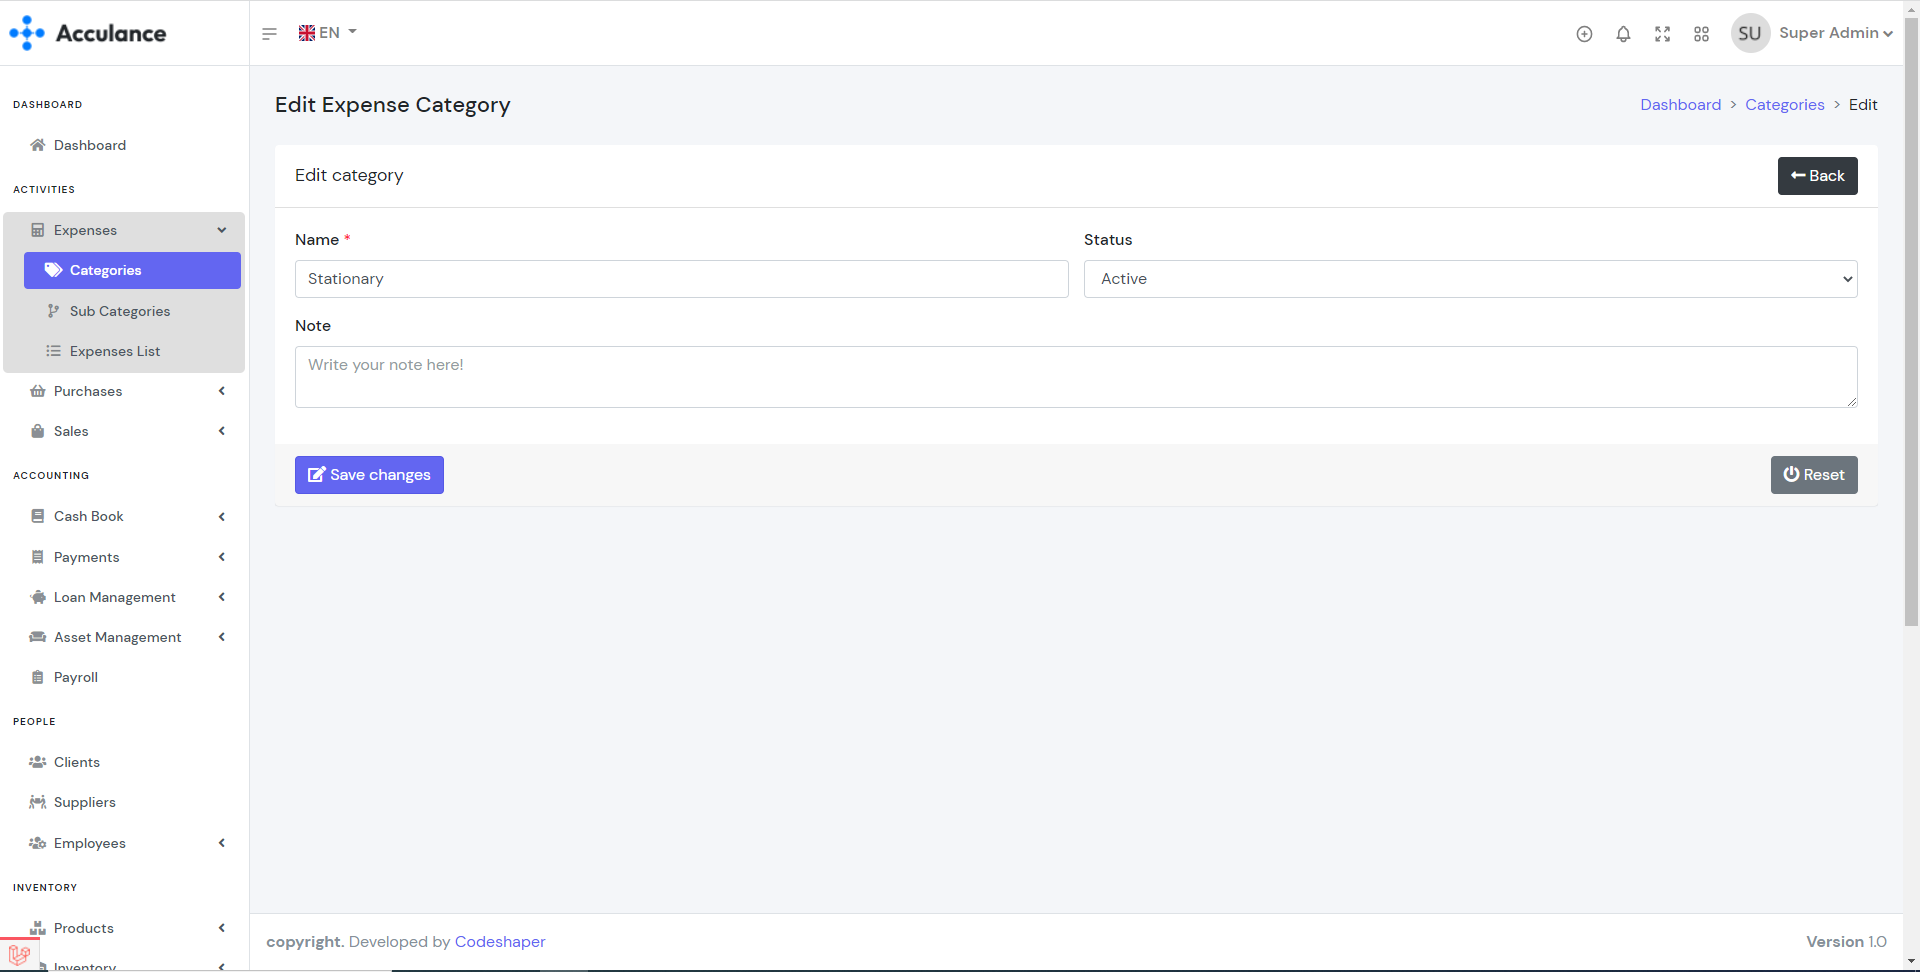 Acculance
EN
SU
Super Admin
DASHBOARD
Dashboard
ACTIVITIES
Expenses
Categories
Sub Categories
Expenses List
Purchases
Sales
ACCOUNTING
Cash Book
Payments
Loan Management
Asset Management
Payroll
PEOPLE
Clients
Suppliers
Employees
INVENTORY
Products
Inventory
Edit Expense Category
Dashboard > Categories > Edit
Edit category
Back
Name *
Status
Stationary
Active
Note
Write your note here!
Save changes
Reset
copyright. Developed by Codeshaper
Version 1.0